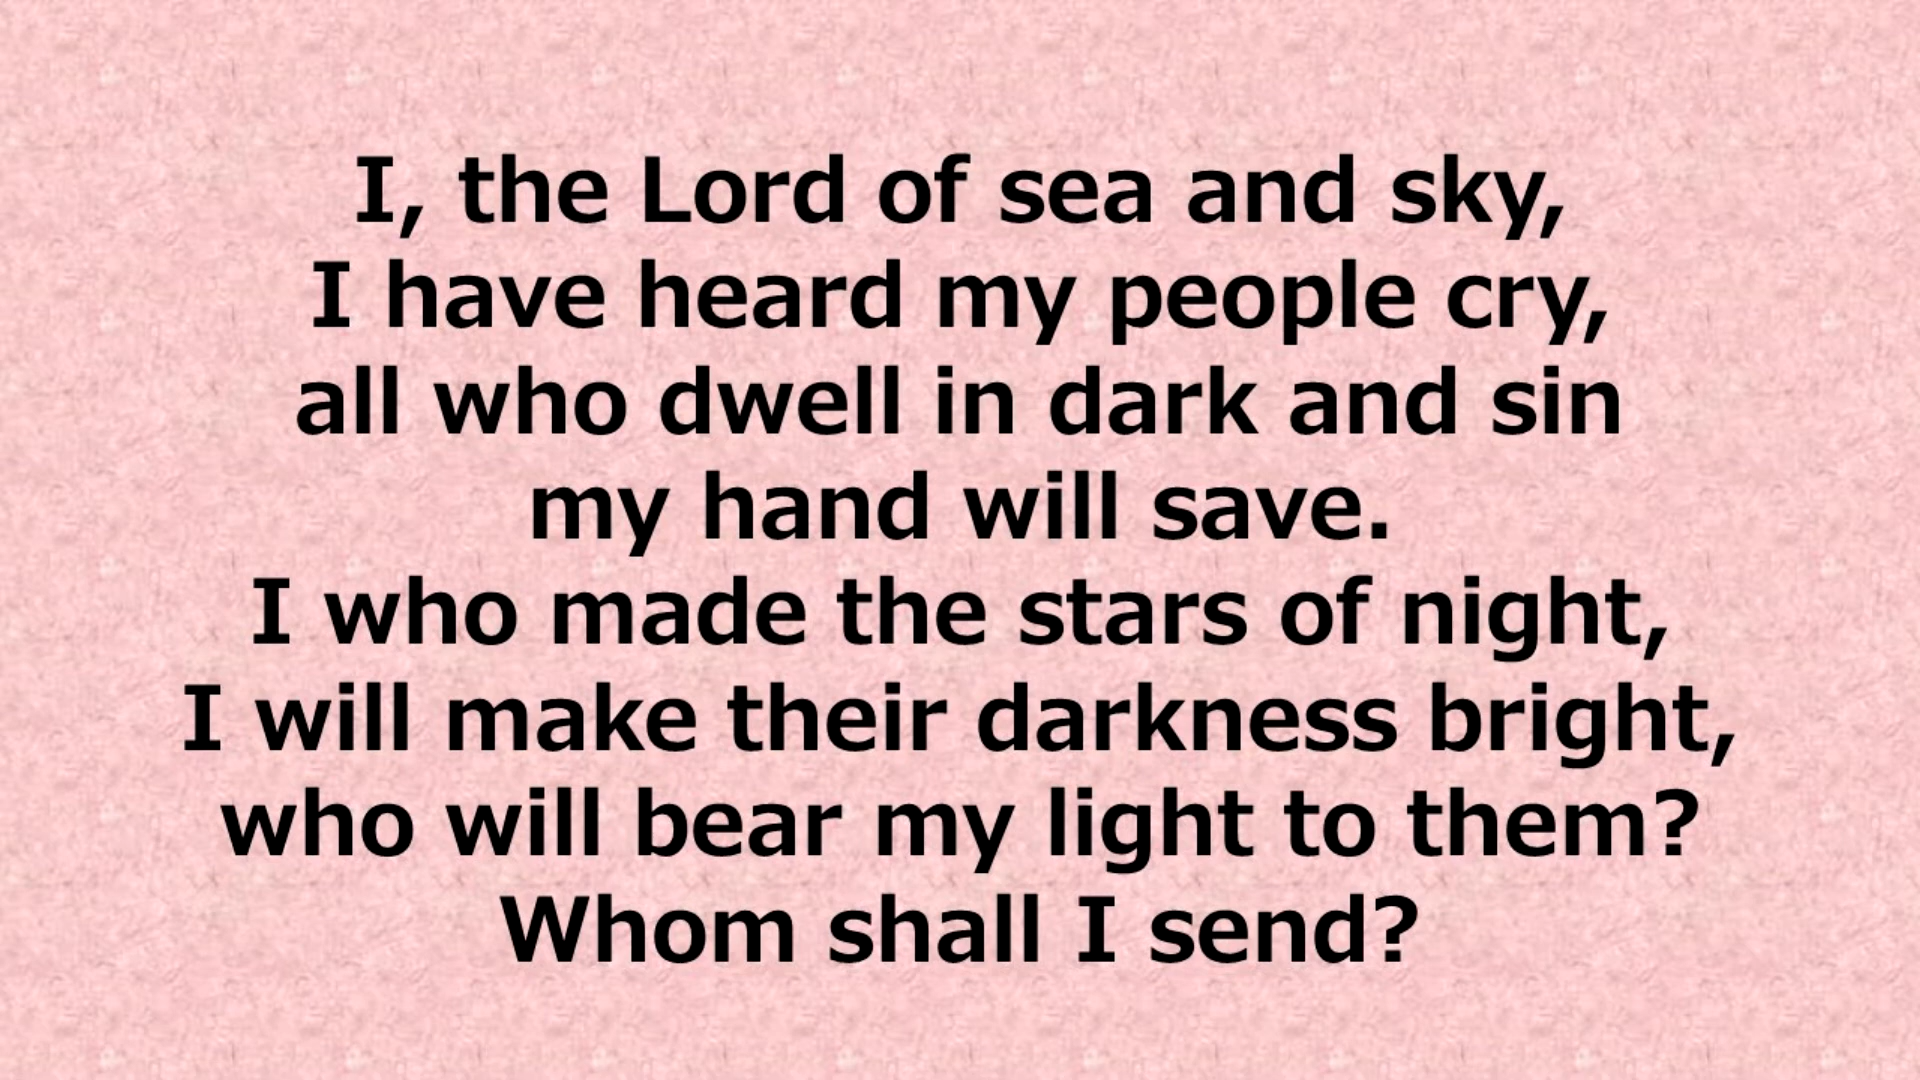 I, the Lord of sea and sky,
I have heard my people cry,
all who dwell in dark and sin
my hand will save.
I who made the stars of night,
I will make their darkness bright,
who will bear my light to them?
Whom shall I send?